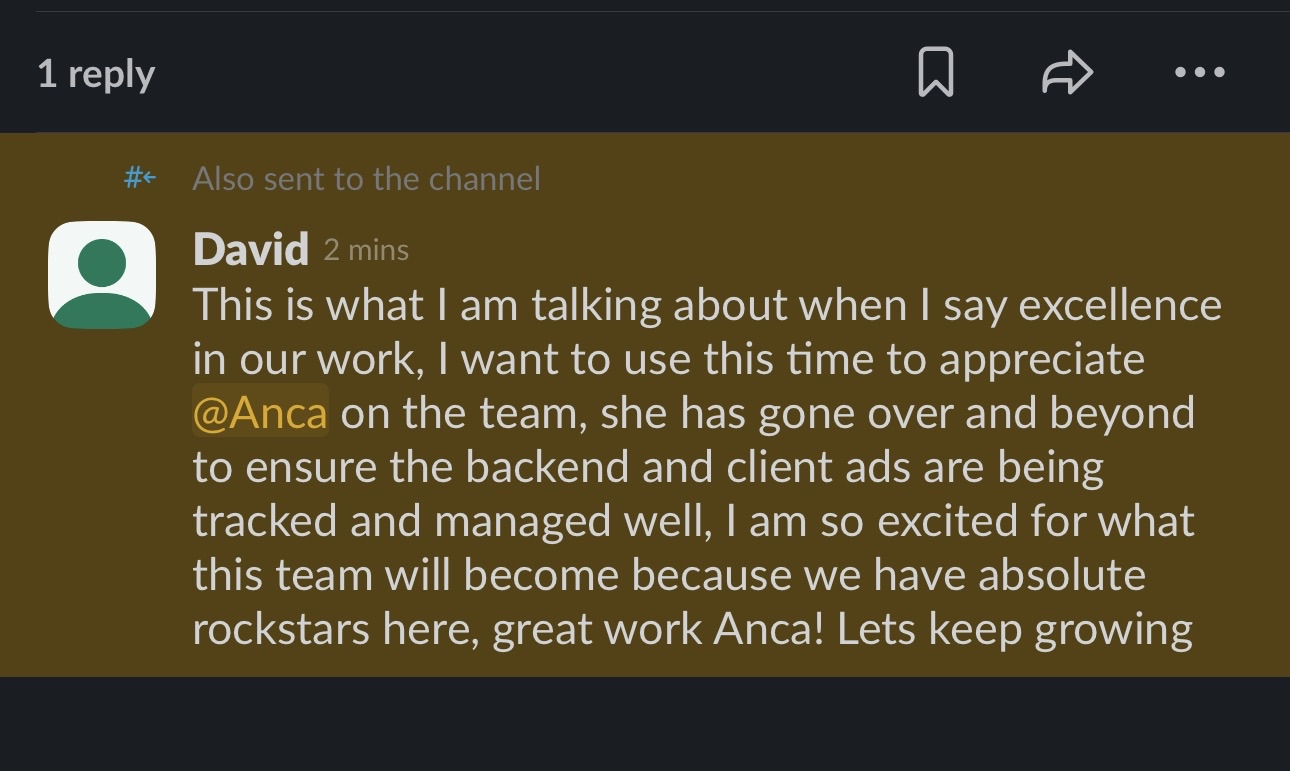 1 reply
Also sent to the channel
David 2 mins
This is what I am talking about when I say excellence
in our work, I want to use this time to appreciate
@Anca on the team, she has gone over and beyond
to ensure the backend and client ads are being
tracked and managed well, I am so excited for what
this team will become because we have absolute
rockstars here, great work Anca! Lets keep growing